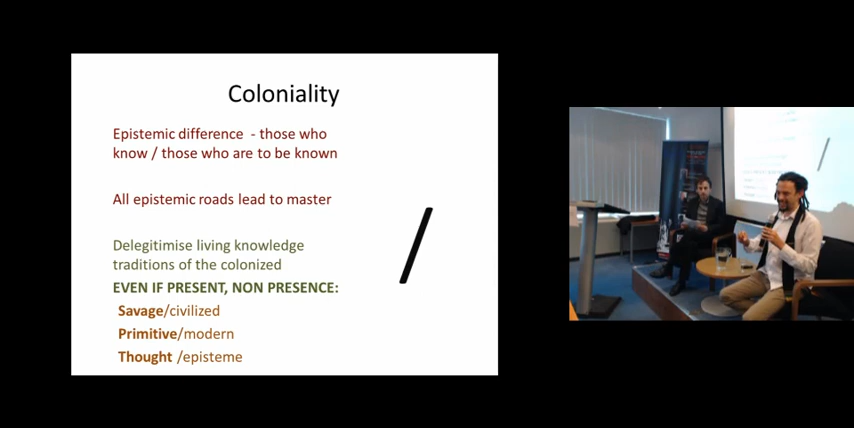 Coloniality
Epistemic difference - those who
know / those who are to be known
All epistemic roads lead to master
/
Delegitimise living knowledge
traditions of the colonized
EVEN IF PRESENT, NON PRESENCE:
Savage/civilized
Primitive/modern
Thought /episteme